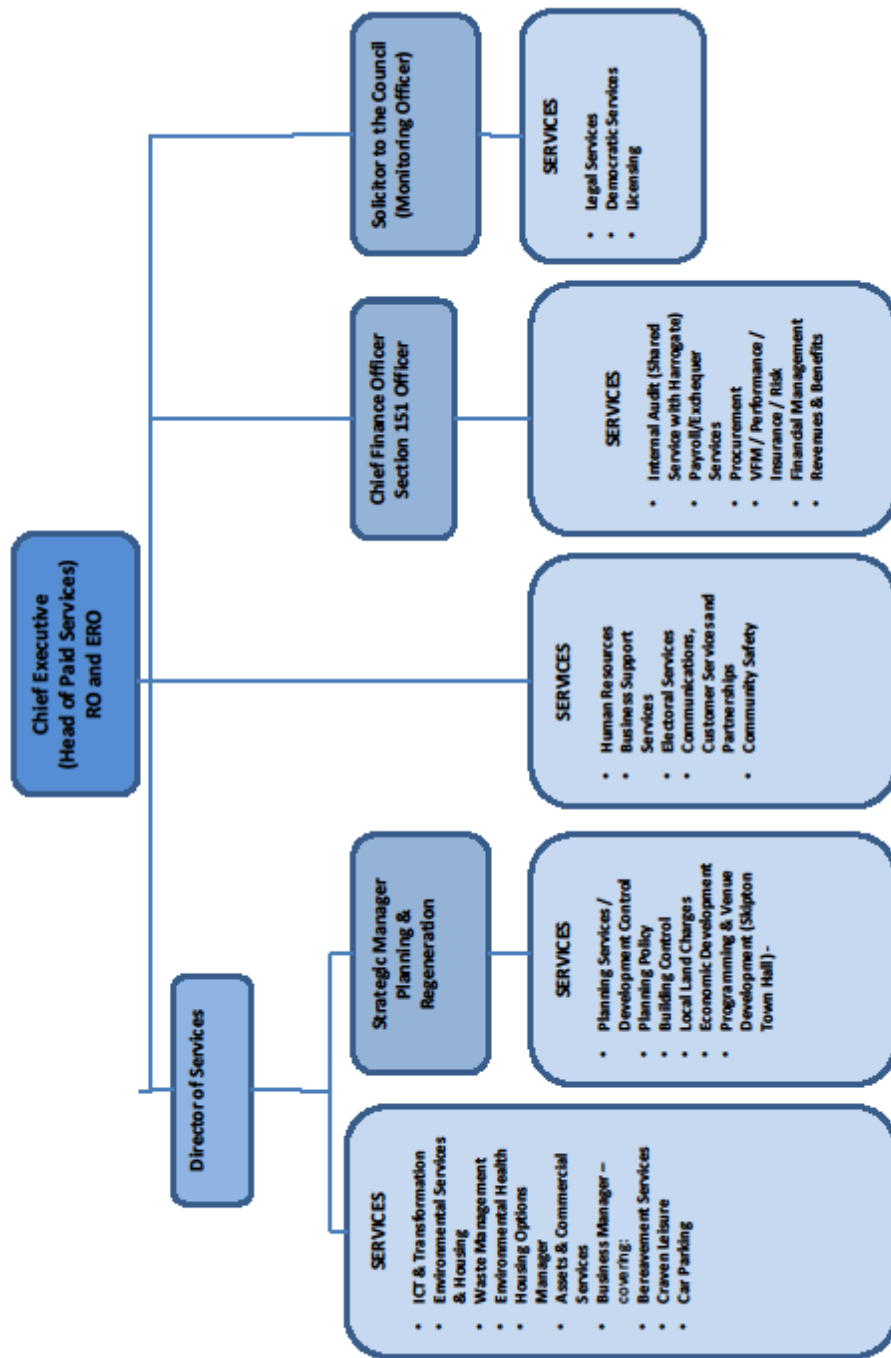 Chief Executive
(Head of Paid Services)
RO and ERO
Director of Services
Strategic Manager
Planning &
Regeneration
Chief Finance Officer
Section 151 Officer
Solicitor to the Council
(Monitoring Officer)
SERVICES
• ICT & Transformation
• Environmental Services
& Housing
• Waste Management
• Environmental Health
• Housing Options
Manager
• Assets & Commercial
Services
• Business Manager –
covering:
• Bereavement Services
• Craven Leisure
• Car Parking
SERVICES
• Planning Services /
Development Control
• Planning Policy
• Building Control
• Local Land Charges
• Economic Development
• Programming & Venue
Development (Skipton
Town Hall) -
SERVICES
• Human Resources
• Business Support
Services
• Electoral Services
• Communications,
Customer Services and
Partnerships
• Community Safety
SERVICES
• Internal Audit (Shared
Service with Harrogate)
• Payroll/Exchequer
Services
• Procurement
• VFM / Performance /
Insurance / Risk
• Financial Management
• Revenues & Benefits
SERVICES
• Legal Services
• Democratic Services
• Licensing